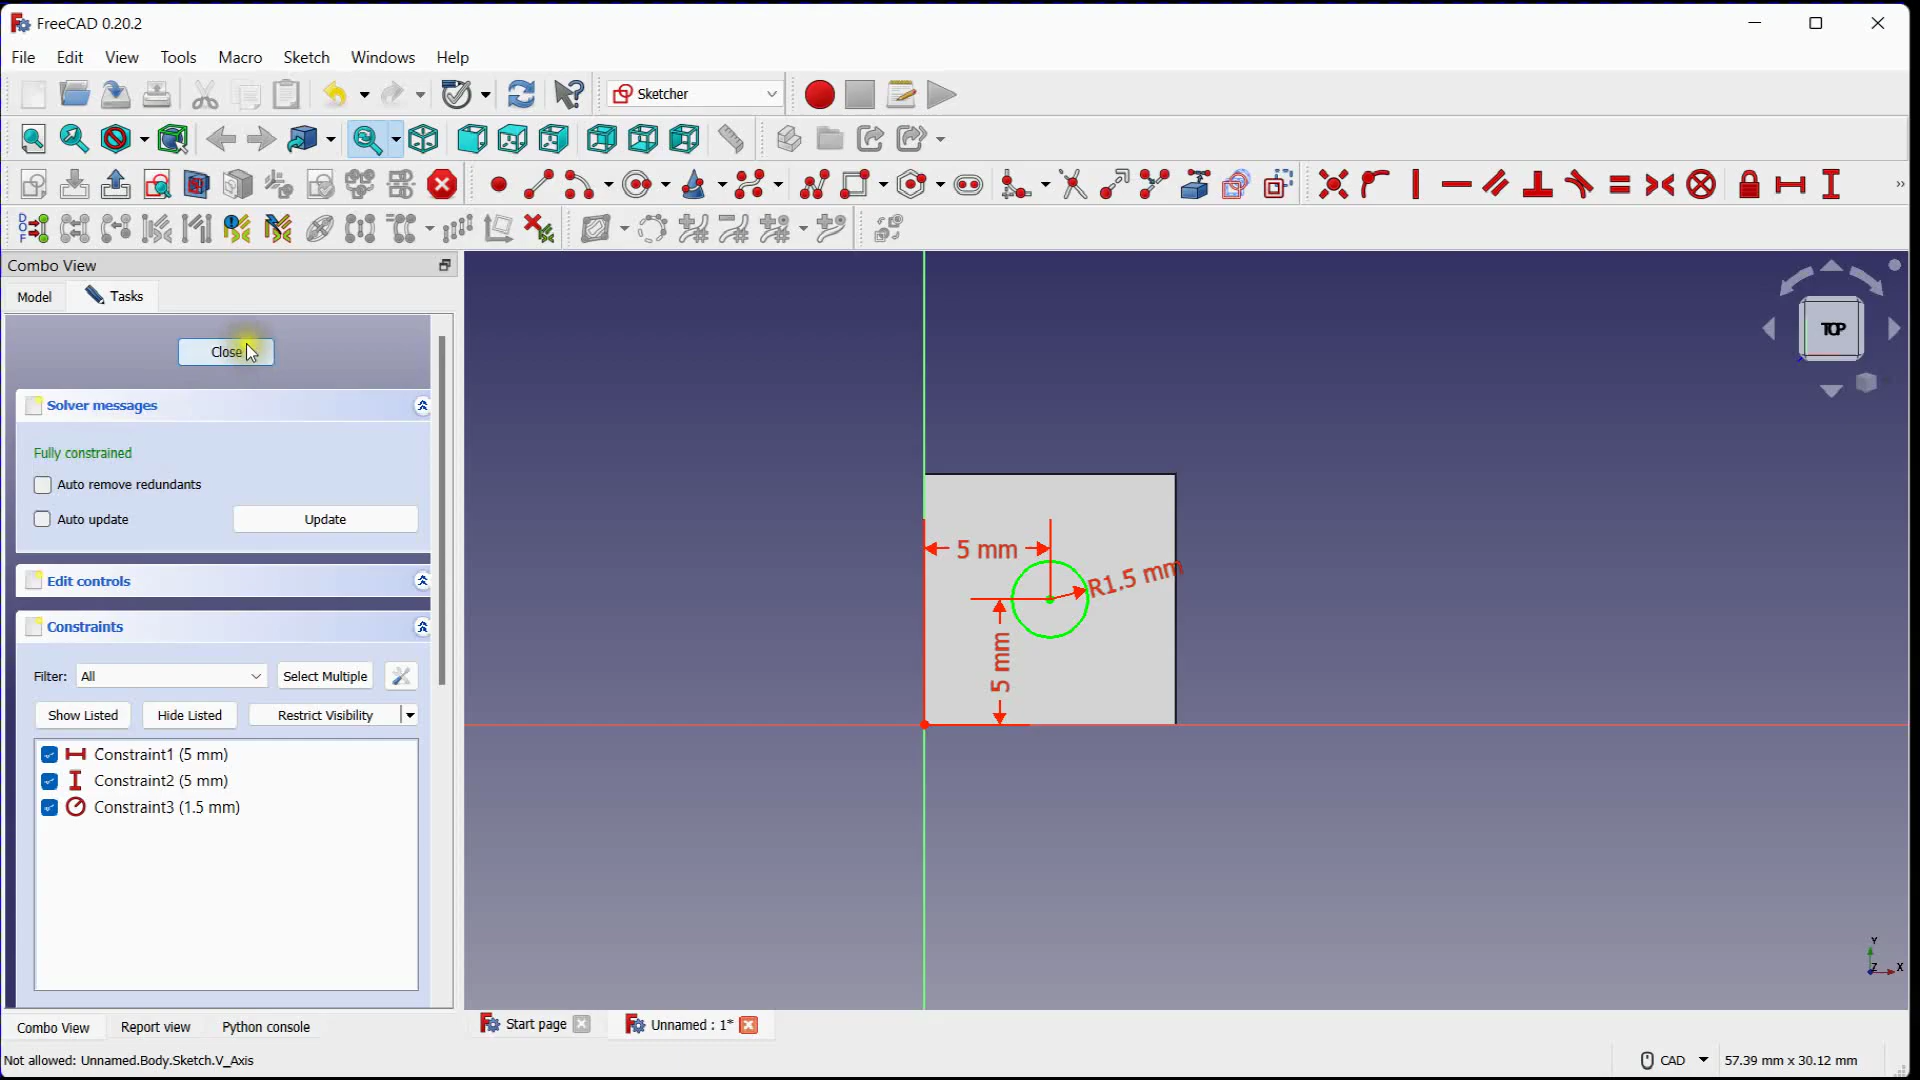 FreeCAD 0.20.2
File Edit View Tools Macro Sketch Windows Help
Sketcher
Combo View
Model Tasks
Close
Solver messages
Fully constrained
Auto remove redundants
Auto update Update
Edit controls
Constraints
Filter: All Select Multiple
Show Listed Hide Listed Restrict Visibility
Constraint1 (5 mm)
Constraint2 (5 mm)
Constraint3 (1.5 mm)
TOP
5 mm
R1.5 mm
5 mm
Y
Z X
Combo View Report view Python console
Start page Unnamed : 1*
Not allowed: Unnamed.Body.Sketch.V_Axis
CAD 57.39 mm x 30.12 mm